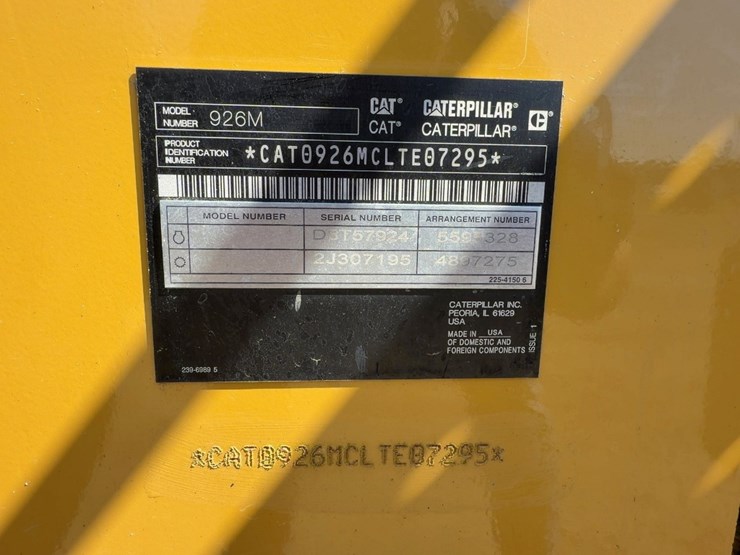 MODEL NUMBER 926M
CAT® CATERPILLAR®
CAT® CATERPILLAR®
PRODUCT IDENTIFICATION NUMBER *CAT0926MCLTE07295*
MODEL NUMBER SERIAL NUMBER ARRANGEMENT NUMBER
2J307195 4897275
225-4150 6
CATERPILLAR INC.
PEORIA, IL 61629
USA
MADE IN USA
OF DOMESTIC AND
FOREIGN COMPONENTS
ISSUE 1
239-6989 5
*CAT0926MCLTE07295*